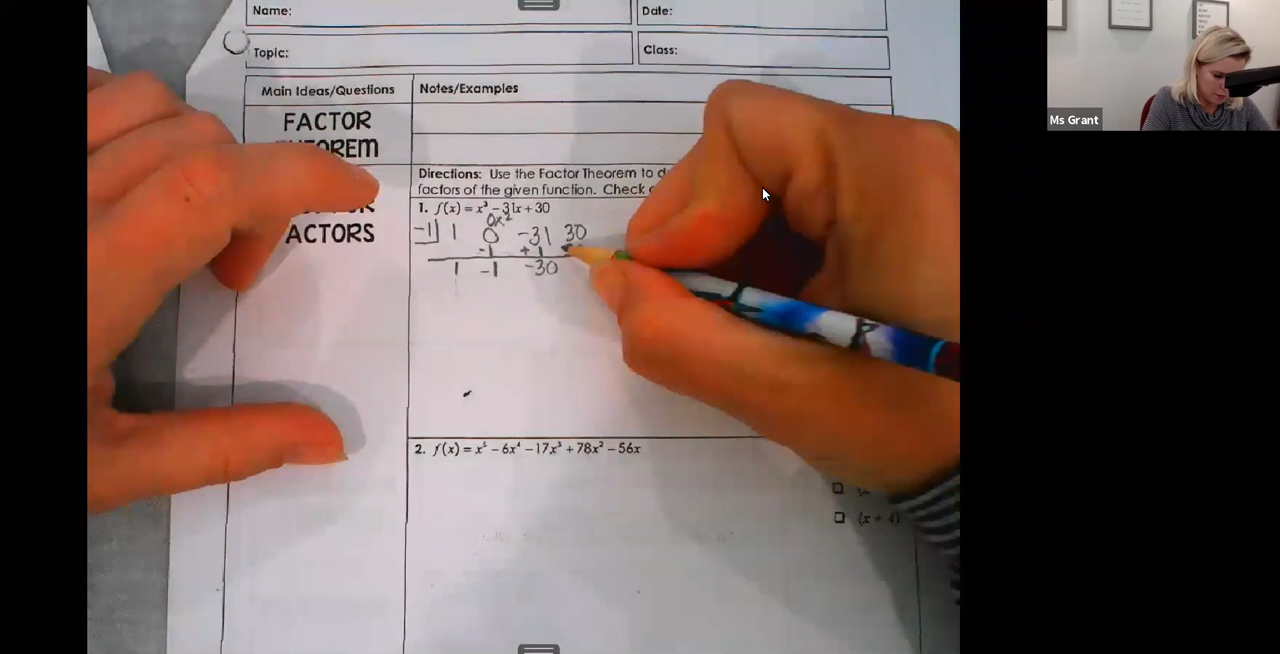 Name:
Date:
Topic:
Class:
Main Ideas/Questions
Notes/Examples
FACTOR
Directions: Use the Factor Theorem to
factors of the given function. Check
1. f(x) = x³ − 31x + 30
0x²
-1 1 0 -31 30
-1 +1
1 -1 -30
ACTORS
2. f(x) = x⁵ − 6x⁴ − 17x³ + 78x² − 56x
(x + 4)
Ms Grant